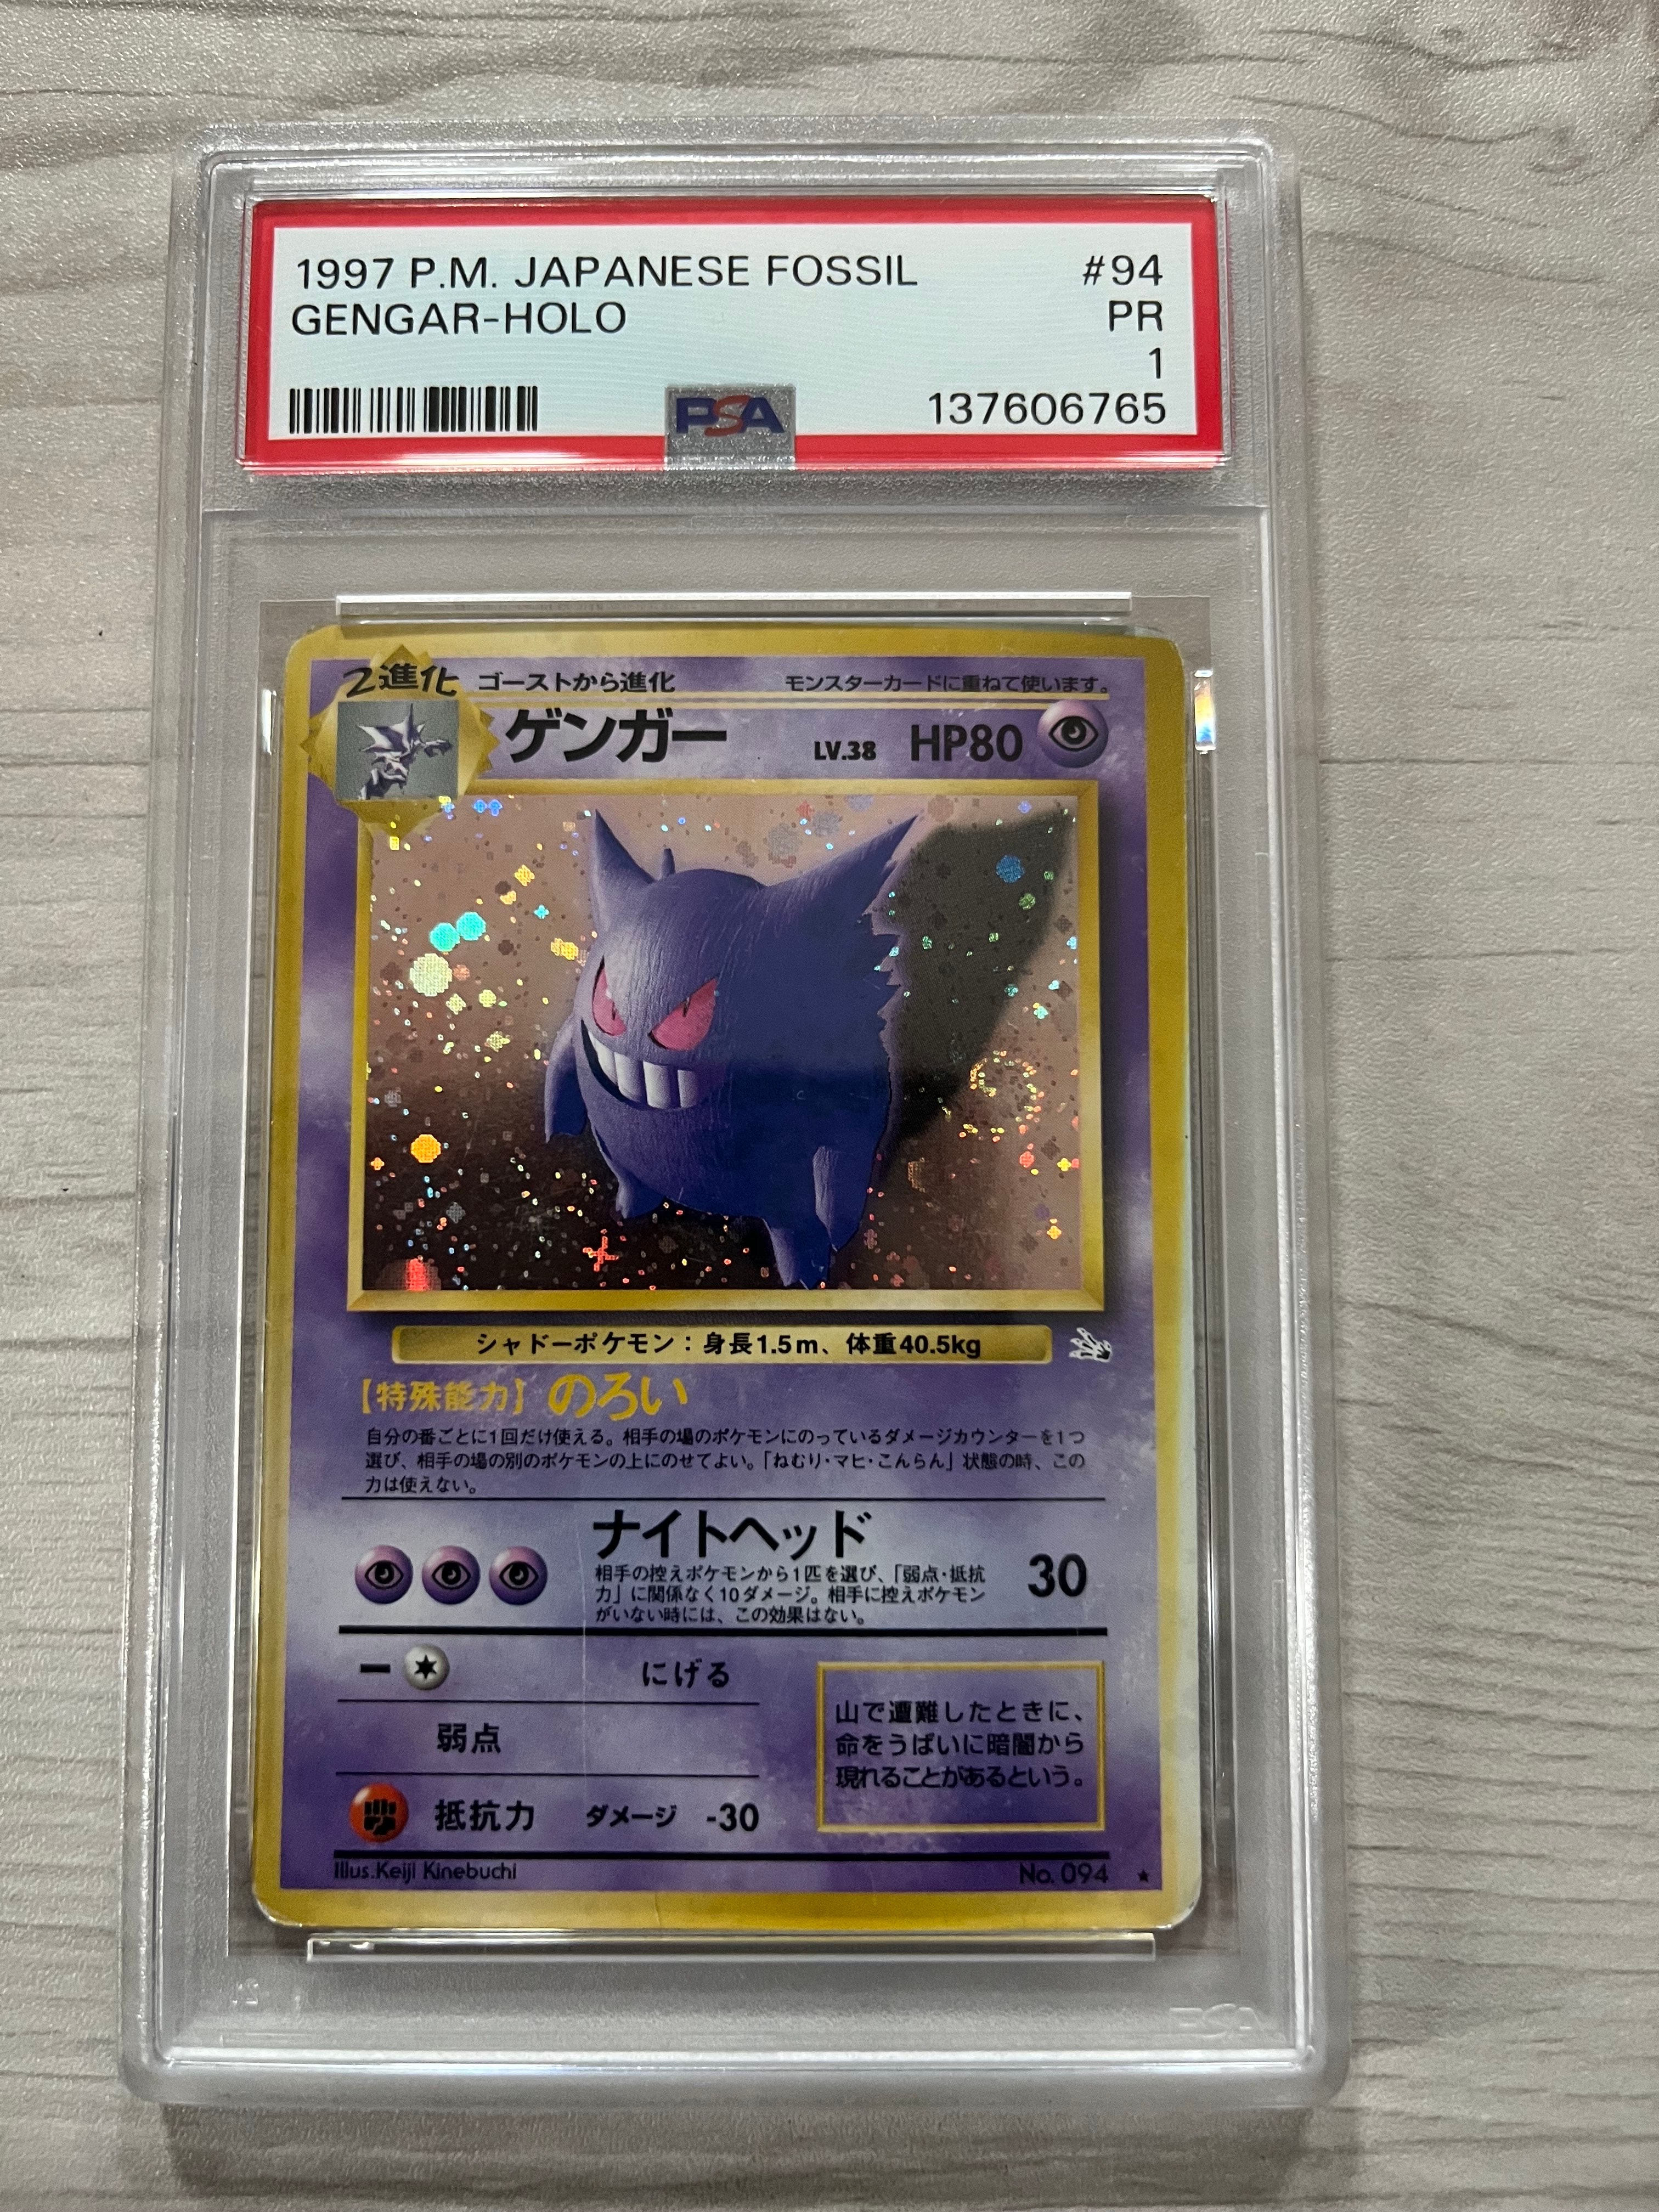 1997 P.M. JAPANESE FOSSIL #94
GENGAR-HOLO PR
1
PSA 137606765
2進化 ゴーストから進化 モンスターカードに重ねて使います。
ゲンガー LV.38 HP80
シャドーポケモン：身長1.5m、体重40.5kg
【特殊能力】のろい
自分の番ごとに1回だけ使える。相手の場のポケモンにのっているダメージカウンターを1つ
選び、相手の場の別のポケモンの上にのせてよい。「ねむり・マヒ・こんらん」状態の時、この
力は使えない。
ナイトヘッド 30
相手の控えポケモンから1匹を選び、「弱点・抵抗
力」に関係なく10ダメージ。相手に控えポケモン
がいない時には、この効果はない。
ー にげる
弱点
抵抗力 ダメージ -30
山で遭難したときに、
命をうばいに暗闇から
現れることがあるという。
Illus.Keiji Kinebuchi No. 094 ★
PSA